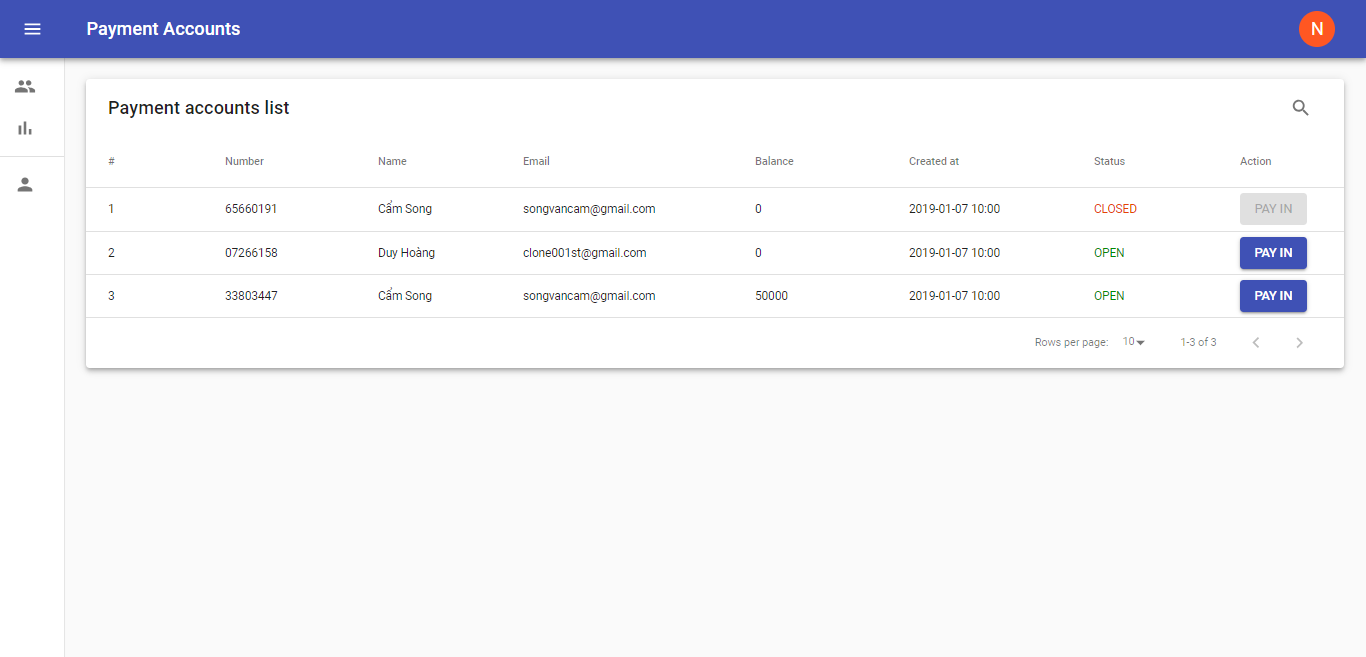 Payment Accounts N
Payment accounts list
# Number Name Email Balance Created at Status Action
1 65660191 Cẩm Song songvancam@gmail.com 0 2019-01-07 10:00 CLOSED PAY IN
2 07266158 Duy Hoàng clone001st@gmail.com 0 2019-01-07 10:00 OPEN PAY IN
3 33803447 Cẩm Song songvancam@gmail.com 50000 2019-01-07 10:00 OPEN PAY IN
Rows per page: 10 1-3 of 3